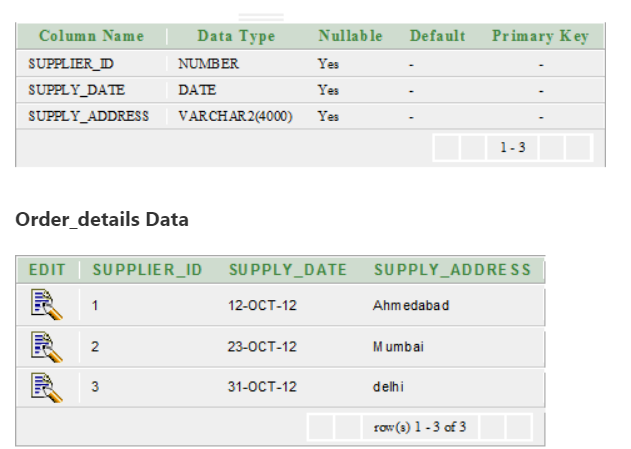 Column Name Data Type Nullable Default Primary Key
SUPPLIER_ID NUMBER Yes - -
SUPPLY_DATE DATE Yes - -
SUPPLY_ADDRESS VARCHAR2(4000) Yes - -
1 - 3
Order_details Data
EDIT SUPPLIER_ID SUPPLY_DATE SUPPLY_ADDRESS
1 12-OCT-12 Ahmedabad
2 23-OCT-12 Mumbai
3 31-OCT-12 delhi
row(s) 1 - 3 of 3